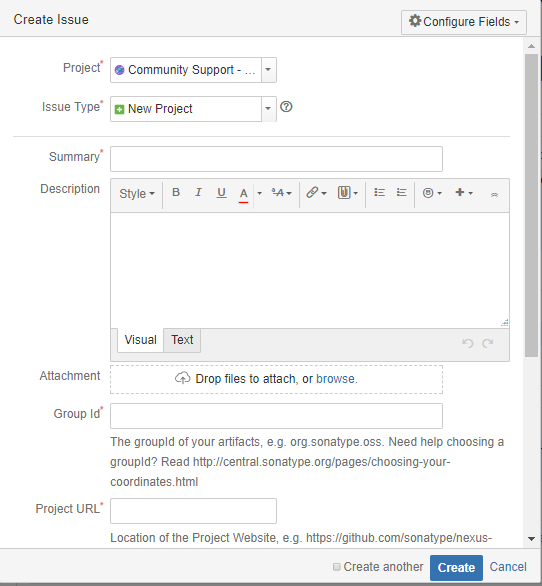 Create Issue
Configure Fields
Project*
Community Support - ...
Issue Type*
New Project
Summary*
Description
Style
B I U A ªA
Visual Text
Attachment
Drop files to attach, or browse.
Group Id*
The groupId of your artifacts, e.g. org.sonatype.oss. Need help choosing a
groupId? Read http://central.sonatype.org/pages/choosing-your-
coordinates.html
Project URL*
Location of the Project Website, e.g. https://github.com/sonatype/nexus-
Create another Create Cancel